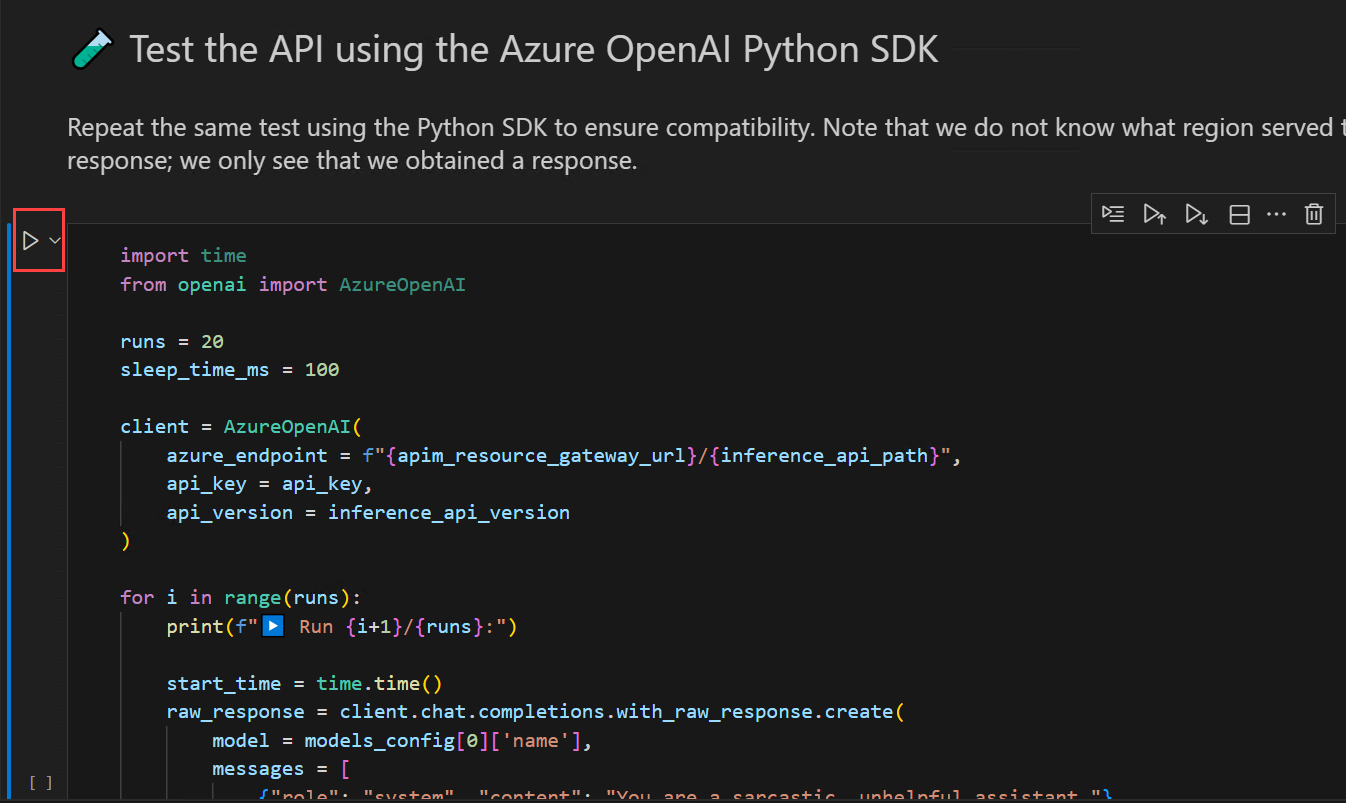 Test the API using the Azure OpenAI Python SDK
Repeat the same test using the Python SDK to ensure compatibility. Note that we do not know what region served
response; we only see that we obtained a response.
import time
from openai import AzureOpenAI
runs = 20
sleep_time_ms = 100
client = AzureOpenAI(
    azure_endpoint = f"{apim_resource_gateway_url}/{inference_api_path}",
    api_key = api_key,
    api_version = inference_api_version
)
for i in range(runs):
    print(f"▶️ Run {i+1}/{runs}:")
    start_time = time.time()
    raw_response = client.chat.completions.with_raw_response.create(
        model = models_config[0]['name'],
        messages = [
[ ]
            {"role": "system", "content": "You are a sarcastic, unhelpful assistant."}